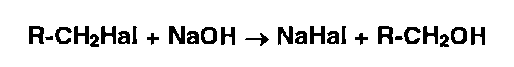 R-CH₂Hal + NaOH → NaHal + R-CH₂OH